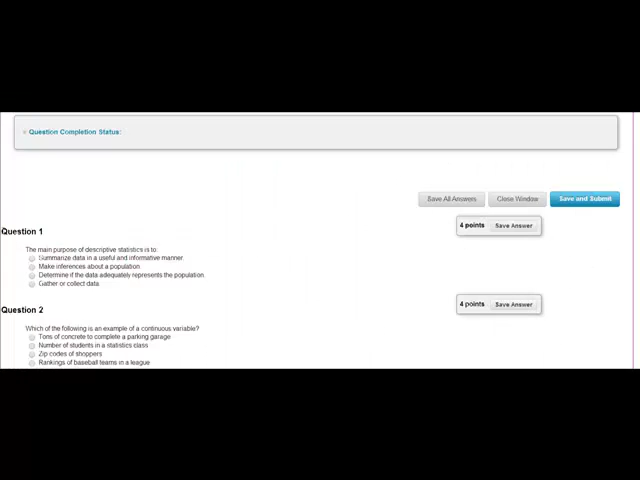 Question Completion Status:
Save All Answers Close Window Save and Submit
Question 1
4 points Save Answer
The main purpose of descriptive statistics is to:
Summarize data in a useful and informative manner.
Make inferences about a population
Determine if the data adequately represents the population.
Gather or collect data.
Question 2
4 points Save Answer
Which of the following is an example of a continuous variable?
Tons of concrete to complete a parking garage
Number of students in a statistics class
Zip codes of shoppers
Rankings of baseball teams in a league